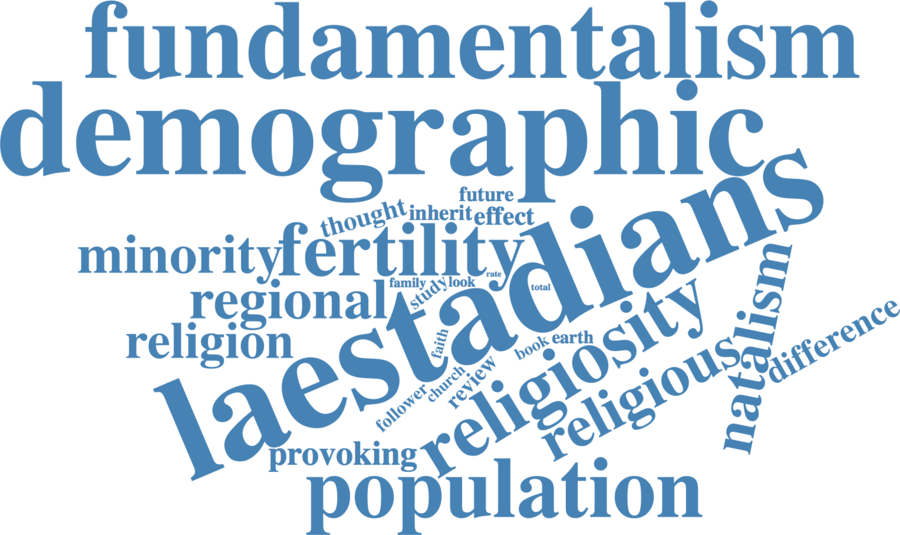 fundamentalism
demographic
future
thought inherit effect
minority fertility
rate
family study look total
regional
laestadians
religion
faith
book earth
religiosity
natalism
difference
religious
follower church review
provoking
population